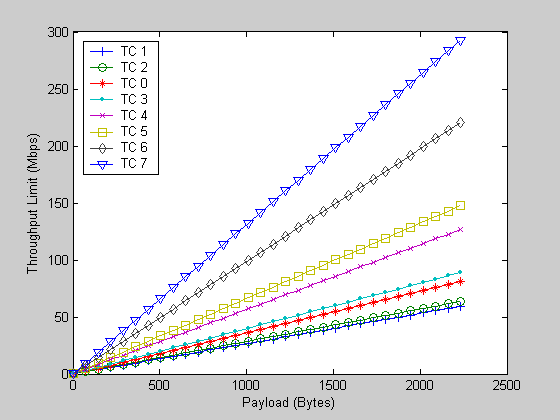 300
250
200
150
100
50
0
Throughput Limit (Mbps)
TC 1
TC 2
TC 0
TC 3
TC 4
TC 5
TC 6
TC 7
0
500
1000
1500
2000
2500
Payload (Bytes)